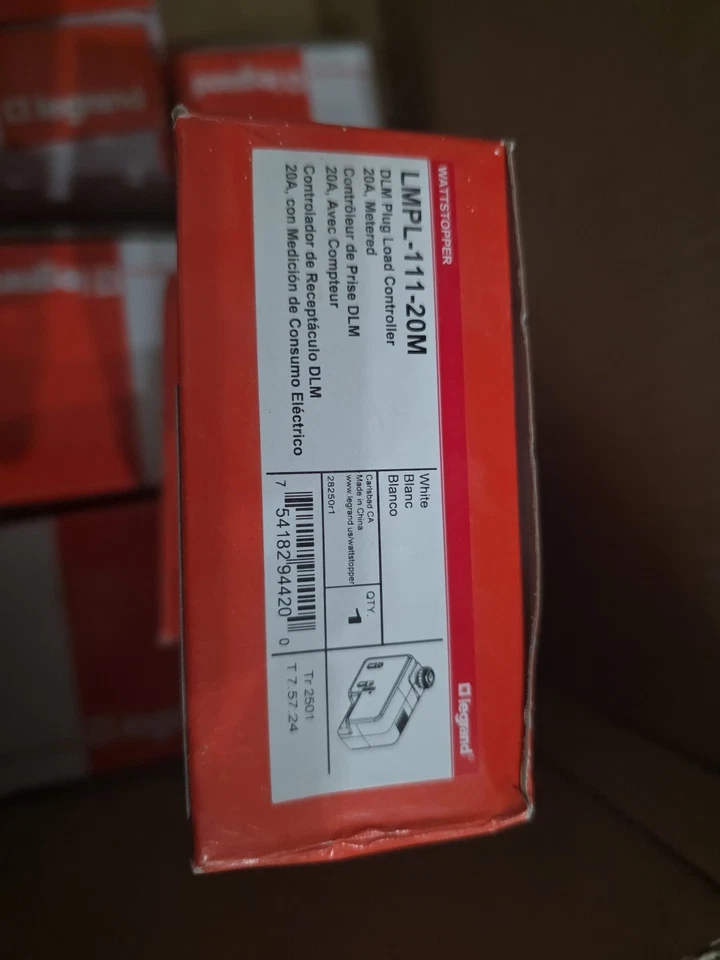 WATTSTOPPER
LMPL-111-20M
DLM Plug Load Controller
20A, Metered
Contrôleur de Prise DLM
20A, Avec Compteur
Controlador de Receptáculo DLM
20A, con Medición de Consumo Eléctrico
White
Blanc
Blanco
Carlsbad CA
Made in China
www.legrand.us/wattstopper
28250r1
QTY.
1
7 54182 94420 0
legrand®
Tr 2501
T 7.57.24
legrand